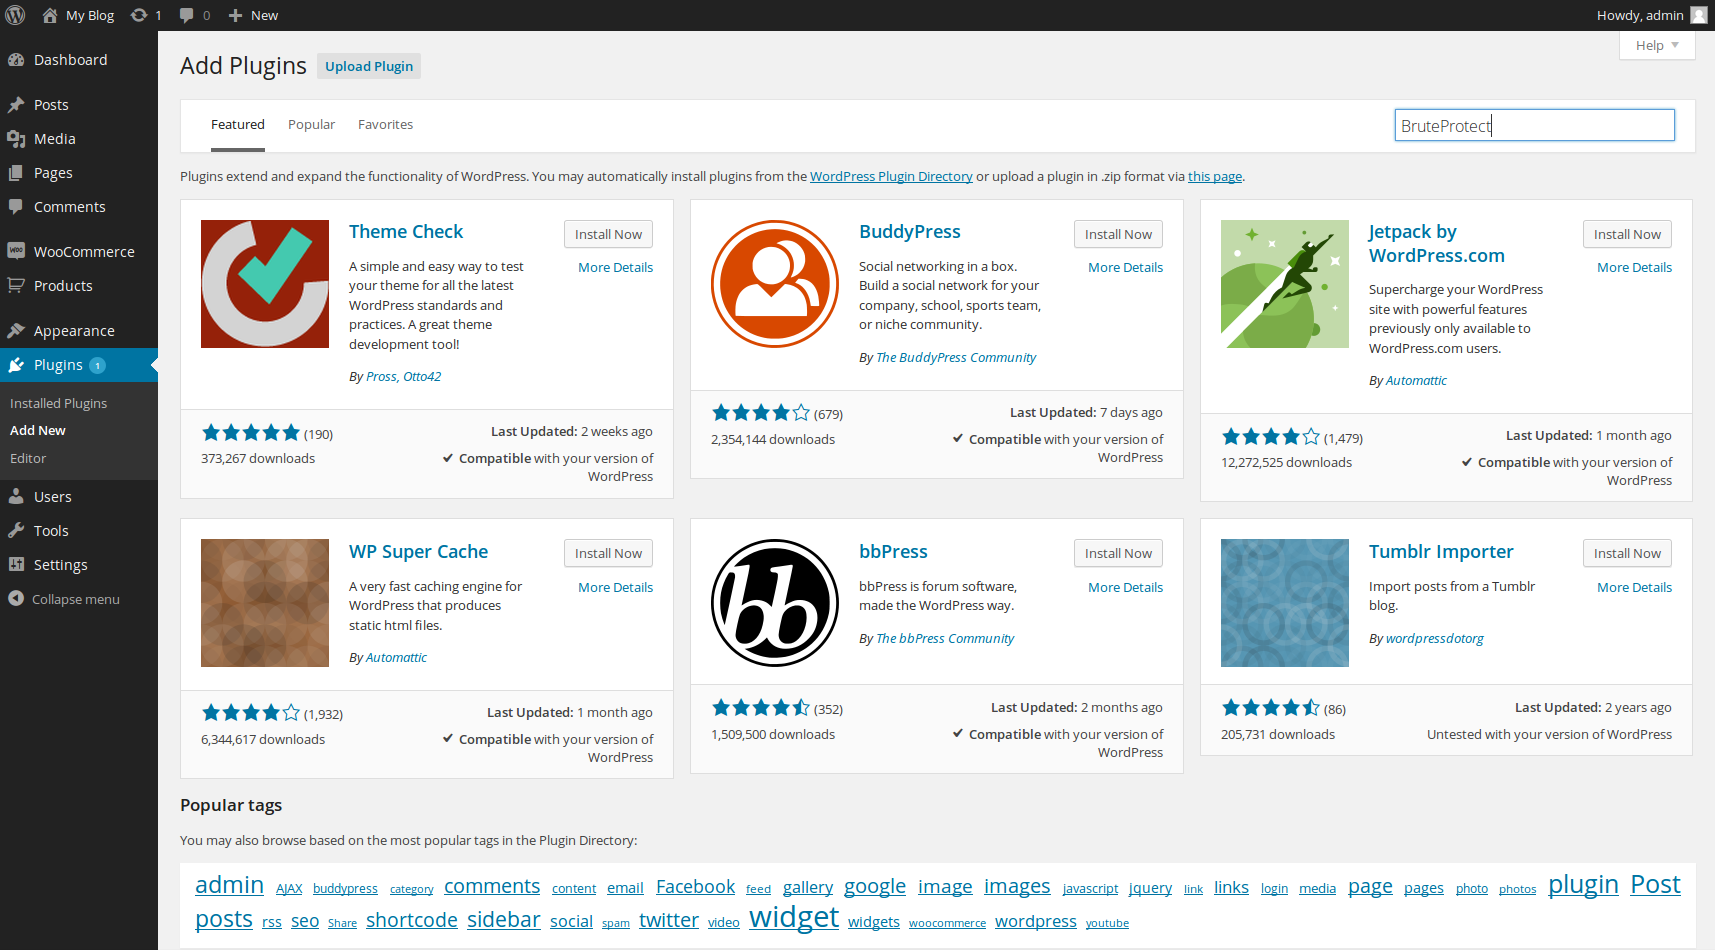 My Blog 1 0 New Howdy, admin
Help
Dashboard
Posts
Media
Pages
Comments
WOO WooCommerce
Products
Appearance
Plugins 1
Installed Plugins
Add New
Editor
Users
Tools
Settings
Collapse menu
Add Plugins Upload Plugin
Featured Popular Favorites BruteProtect
Plugins extend and expand the functionality of WordPress. You may automatically install plugins from the WordPress Plugin Directory or upload a plugin in .zip format via this page.
Theme Check
Install Now
More Details
A simple and easy way to test
your theme for all the latest
WordPress standards and
practices. A great theme
development tool!
By Pross, Otto42
(190)
373,267 downloads
Last Updated: 2 weeks ago
Compatible with your version of
WordPress
BuddyPress
Install Now
More Details
Social networking in a box.
Build a social network for your
company, school, sports team,
or niche community.
By The BuddyPress Community
(679)
2,354,144 downloads
Last Updated: 7 days ago
Compatible with your version of
WordPress
Jetpack by
WordPress.com
Install Now
More Details
Supercharge your WordPress
site with powerful features
previously only available to
WordPress.com users.
By Automattic
(1,479)
12,272,525 downloads
Last Updated: 1 month ago
Compatible with your version of
WordPress
WP Super Cache
Install Now
More Details
A very fast caching engine for
WordPress that produces
static html files.
By Automattic
(1,932)
6,344,617 downloads
Last Updated: 1 month ago
Compatible with your version of
WordPress
bb
bbPress
Install Now
More Details
bbPress is forum software,
made the WordPress way.
By The bbPress Community
(352)
1,509,500 downloads
Last Updated: 2 months ago
Compatible with your version of
WordPress
Tumblr Importer
Install Now
More Details
Import posts from a Tumblr
blog.
By wordpressdotorg
(86)
205,731 downloads
Last Updated: 2 years ago
Untested with your version of WordPress
Popular tags
You may also browse based on the most popular tags in the Plugin Directory:
admin AJAX buddypress category comments content email Facebook feed gallery google image images javascript jquery link links login media page pages photo photos plugin Post
posts rss seo Share shortcode sidebar social spam twitter video widget widgets woocommerce wordpress youtube